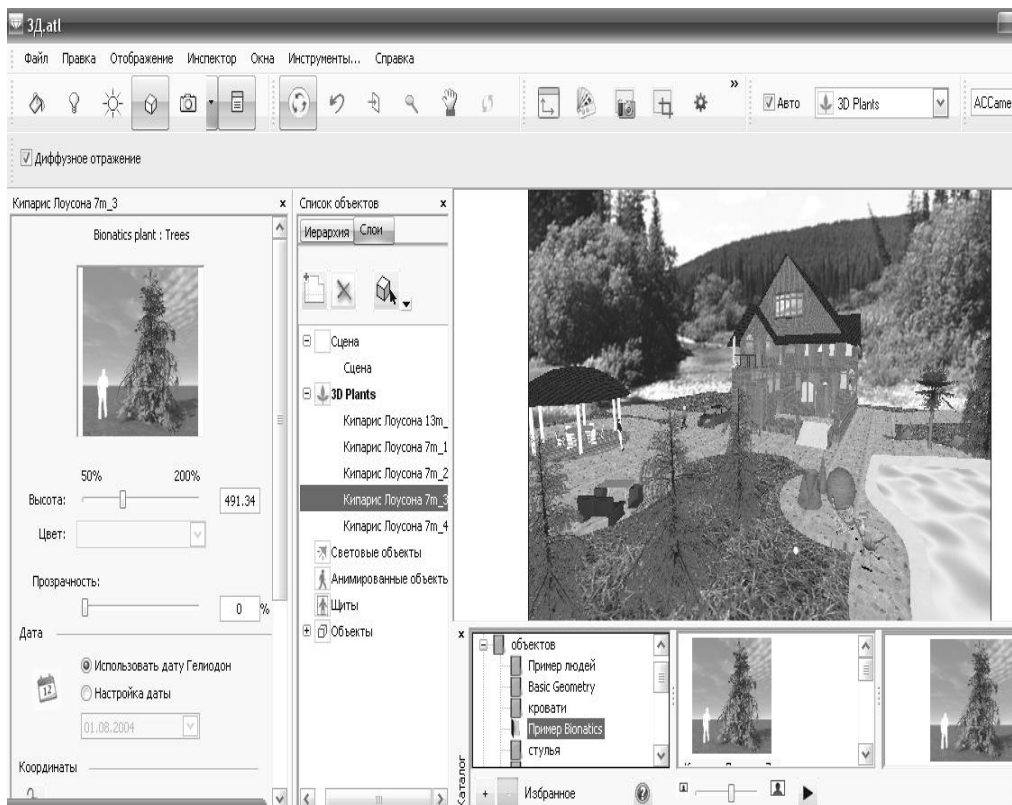 3Д.atl
Файл Правка Отображение Инспектор Окна Инструменты... Справка
» Авто 3D Plants ACCame
Диффузное отражение
Кипарис Лоусона 7m_3 x
Bionatics plant : Trees
50% 200%
Высота: 491.34
Цвет:
Прозрачность:
0 %
Дата
12
Использовать дату Гелиодон
Настройка даты
01.08.2004
Координаты
Список объектов x
Иерархия Слои
Сцена
Сцена
3D Plants
Кипарис Лоусона 13m_
Кипарис Лоусона 7m_1
Кипарис Лоусона 7m_2
Кипарис Лоусона 7m_3
Кипарис Лоусона 7m_4
Световые объекты
Анимированные объекты
Щиты
Объекты
x
Каталог
объектов
Пример людей
Basic Geometry
кровати
Пример Bionatics
стулья
+ - Избранное ?